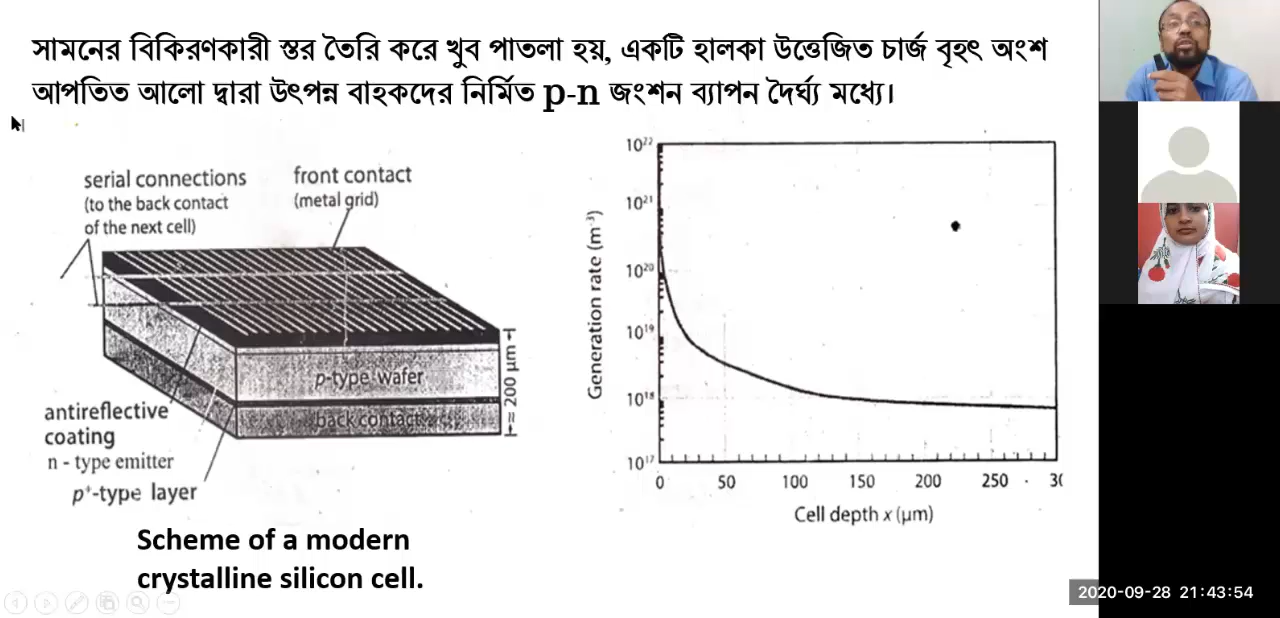 সামনের বিকিরণকারী স্তর তৈরি করে খুব পাতলা হয়, একটি হালকা উত্তেজিত চার্জ বৃহৎ অংশ
আপতিত আলো দ্বারা উৎপন্ন বাহকদের নির্মিত p-n জংশন ব্যাপন দৈর্ঘ্য মধ্যে।
serial connections
(to the back contact
of the next cell)
front contact
(metal grid)
p-type wafer
back contact
≈ 200 μm
antireflective
coating
n - type emitter
p⁺-type layer
Scheme of a modern
crystalline silicon cell.
Generation rate (m⁻³)
10²²
10²¹
10²⁰
10¹⁹
10¹⁸
10¹⁷
0 50 100 150 200 250 30
Cell depth x (μm)
2020-09-28 21:43:54